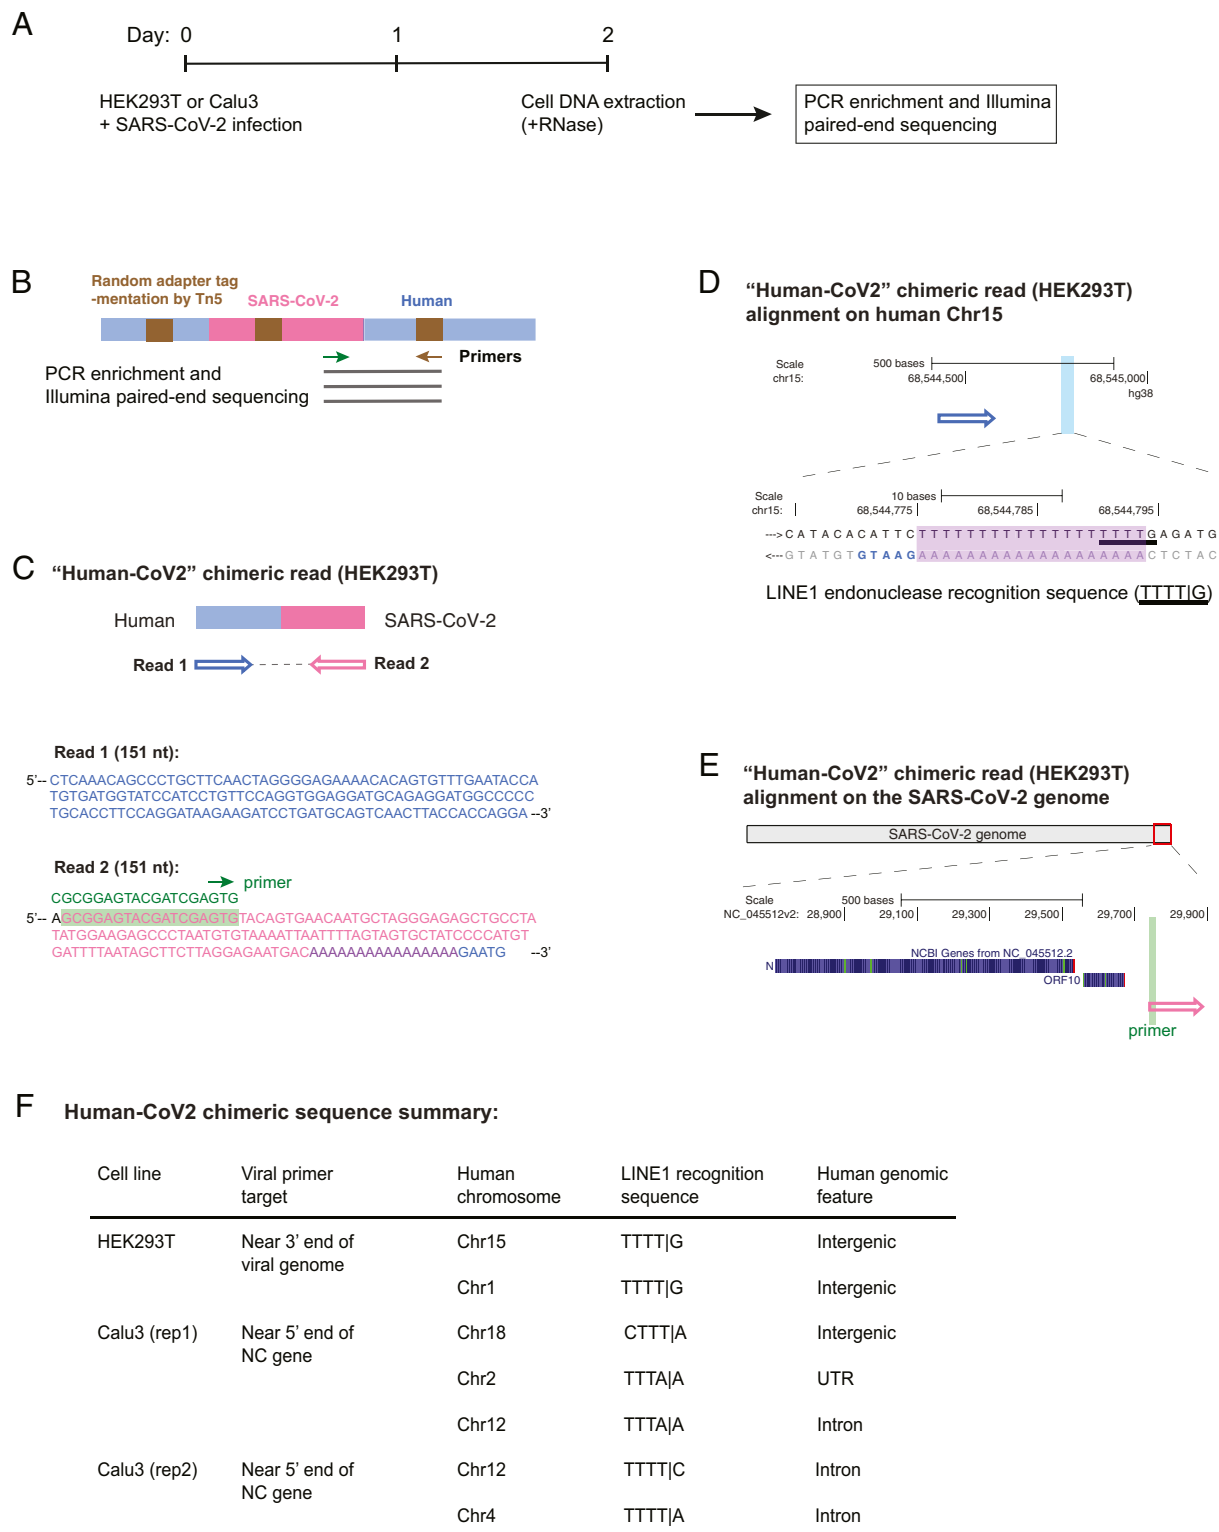 A
Day: 0 1 2
HEK293T or Calu3
+ SARS-CoV-2 infection
Cell DNA extraction
(+RNase)
PCR enrichment and Illumina
paired-end sequencing
B
Random adapter tag
-mentation by Tn5
SARS-CoV-2
Human
Primers
PCR enrichment and
Illumina paired-end sequencing
C
“Human-CoV2” chimeric read (HEK293T)
Human
SARS-CoV-2
Read 1
Read 2
Read 1 (151 nt):
5’-- CTCAAACAGCCCTGCTTCAACTAGGGGAGAAAACACAGTGTTTGAATACCA
TGTGATGGTATCCATCCTGTTCCAGGTGGAGGATGCAGAGGATGGCCCCC
TGCACCTTCCAGGATAAGAAGATCCTGATGCAGTCAACTTACCACCAGGA --3’
Read 2 (151 nt):
primer
CGCGGAGTACGATCGAGTG
5’-- AGCGGAGTACGATCGAGTGTACAGTGAACAATGCTAGGGAGAGCTGCCTA
TATGGAAGAGCCCTAATGTGTAAAATTAATTTTAGTAGTGCTATCCCCATGT
GATTTTAATAGCTTCTTAGGAGAATGACAAAAAAAAAAAAAAAAGAATG --3’
D
“Human-CoV2” chimeric read (HEK293T)
alignment on human Chr15
Scale 500 bases
chr15: 68,544,500 68,545,000
hg38
Scale 10 bases
chr15: 68,544,775 68,544,785 68,544,795
---> C A T A C A C A T T C T T T T T T T T T T T T T T T T T T T G A G A T G
<--- G T A T G T G T A A G A A A A A A A A A A A A A A A A A A A C T C T A C
LINE1 endonuclease recognition sequence (TTTT|G)
E
“Human-CoV2” chimeric read (HEK293T)
alignment on the SARS-CoV-2 genome
SARS-CoV-2 genome
Scale 500 bases
NC_045512v2: 28,900 29,100 29,300 29,500 29,700 29,900
NCBI Genes from NC_045512.2
N
ORF10
primer
F
Human-CoV2 chimeric sequence summary:
Cell line Viral primer target Human chromosome LINE1 recognition sequence Human genomic feature
HEK293T Near 3’ end of viral genome Chr15 TTTT|G Intergenic
Chr1 TTTT|G Intergenic
Calu3 (rep1) Near 5’ end of NC gene Chr18 CTTT|A Intergenic
Chr2 TTTA|A UTR
Chr12 TTTA|A Intron
Calu3 (rep2) Near 5’ end of NC gene Chr12 TTTT|C Intron
Chr4 TTTT|A Intron